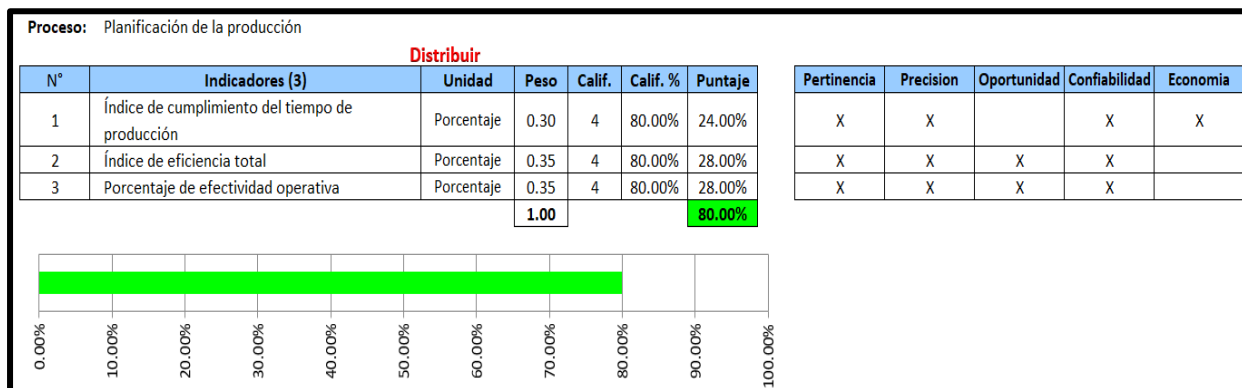 Proceso: Planificación de la producción
Distribuir
N° Indicadores (3) Unidad Peso Calif. Calif. % Puntaje Pertinencia Precision Oportunidad Confiabilidad Economia
1 Índice de cumplimiento del tiempo de producción Porcentaje 0.30 4 80.00% 24.00% X X X X
2 Índice de eficiencia total Porcentaje 0.35 4 80.00% 28.00% X X X X
3 Porcentaje de efectividad operativa Porcentaje 0.35 4 80.00% 28.00% X X X X
1.00 80.00%
0.00% 10.00% 20.00% 30.00% 40.00% 50.00% 60.00% 70.00% 80.00% 90.00% 100.00%